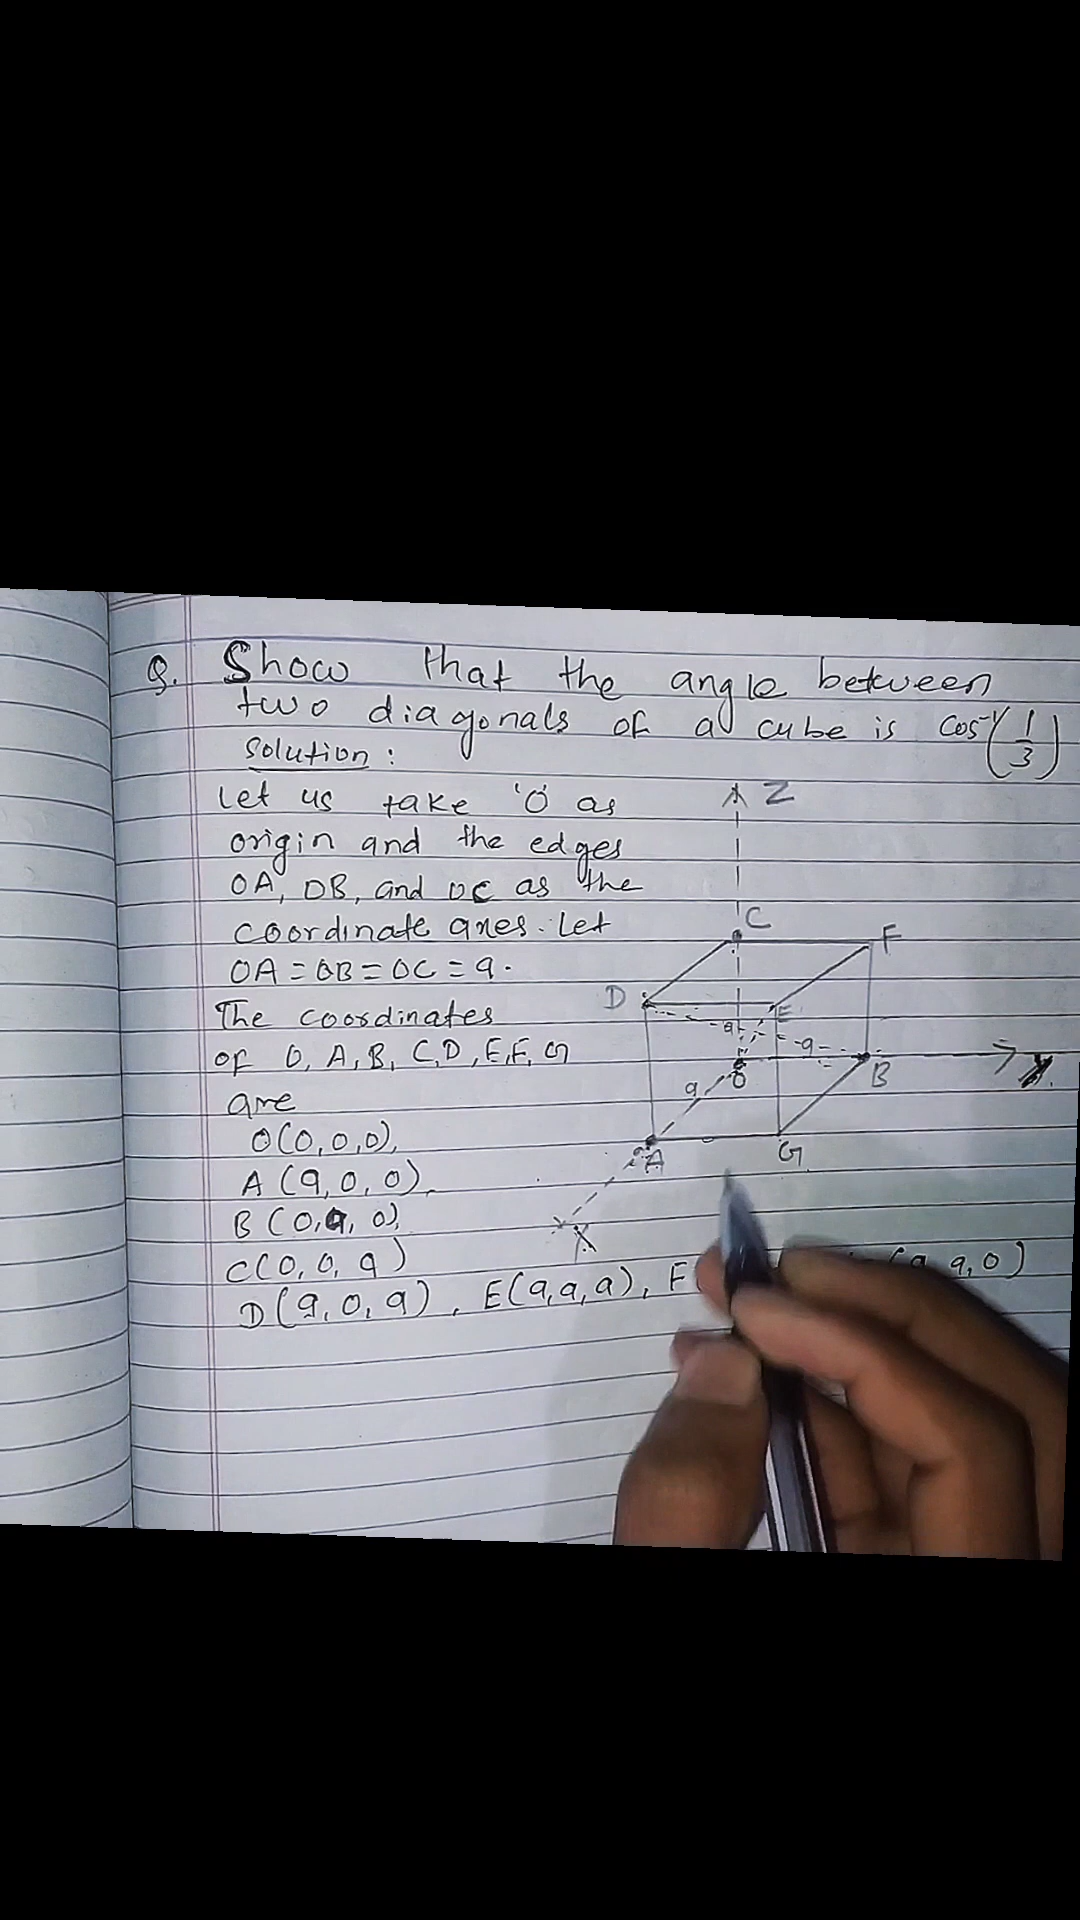 Q. Show that the angle between
two diagonals of a cube is cos⁻¹(1/3)
Solution :
Let us take 'O' as
origin and the edges
OA, OB, and OC as the
coordinate axes. Let
OA = OB = OC = a.
The coordinates
of O, A, B, C, D, E, F, G
are
O(0,0,0),
A (a, 0, 0),
B (0, a, 0),
C(0, 0, a)
D(a, 0, a), E(a, a, a), F( (a, a, 0)
Z
C
F
D
E
a
a
O
B
Y
a
A
G
X